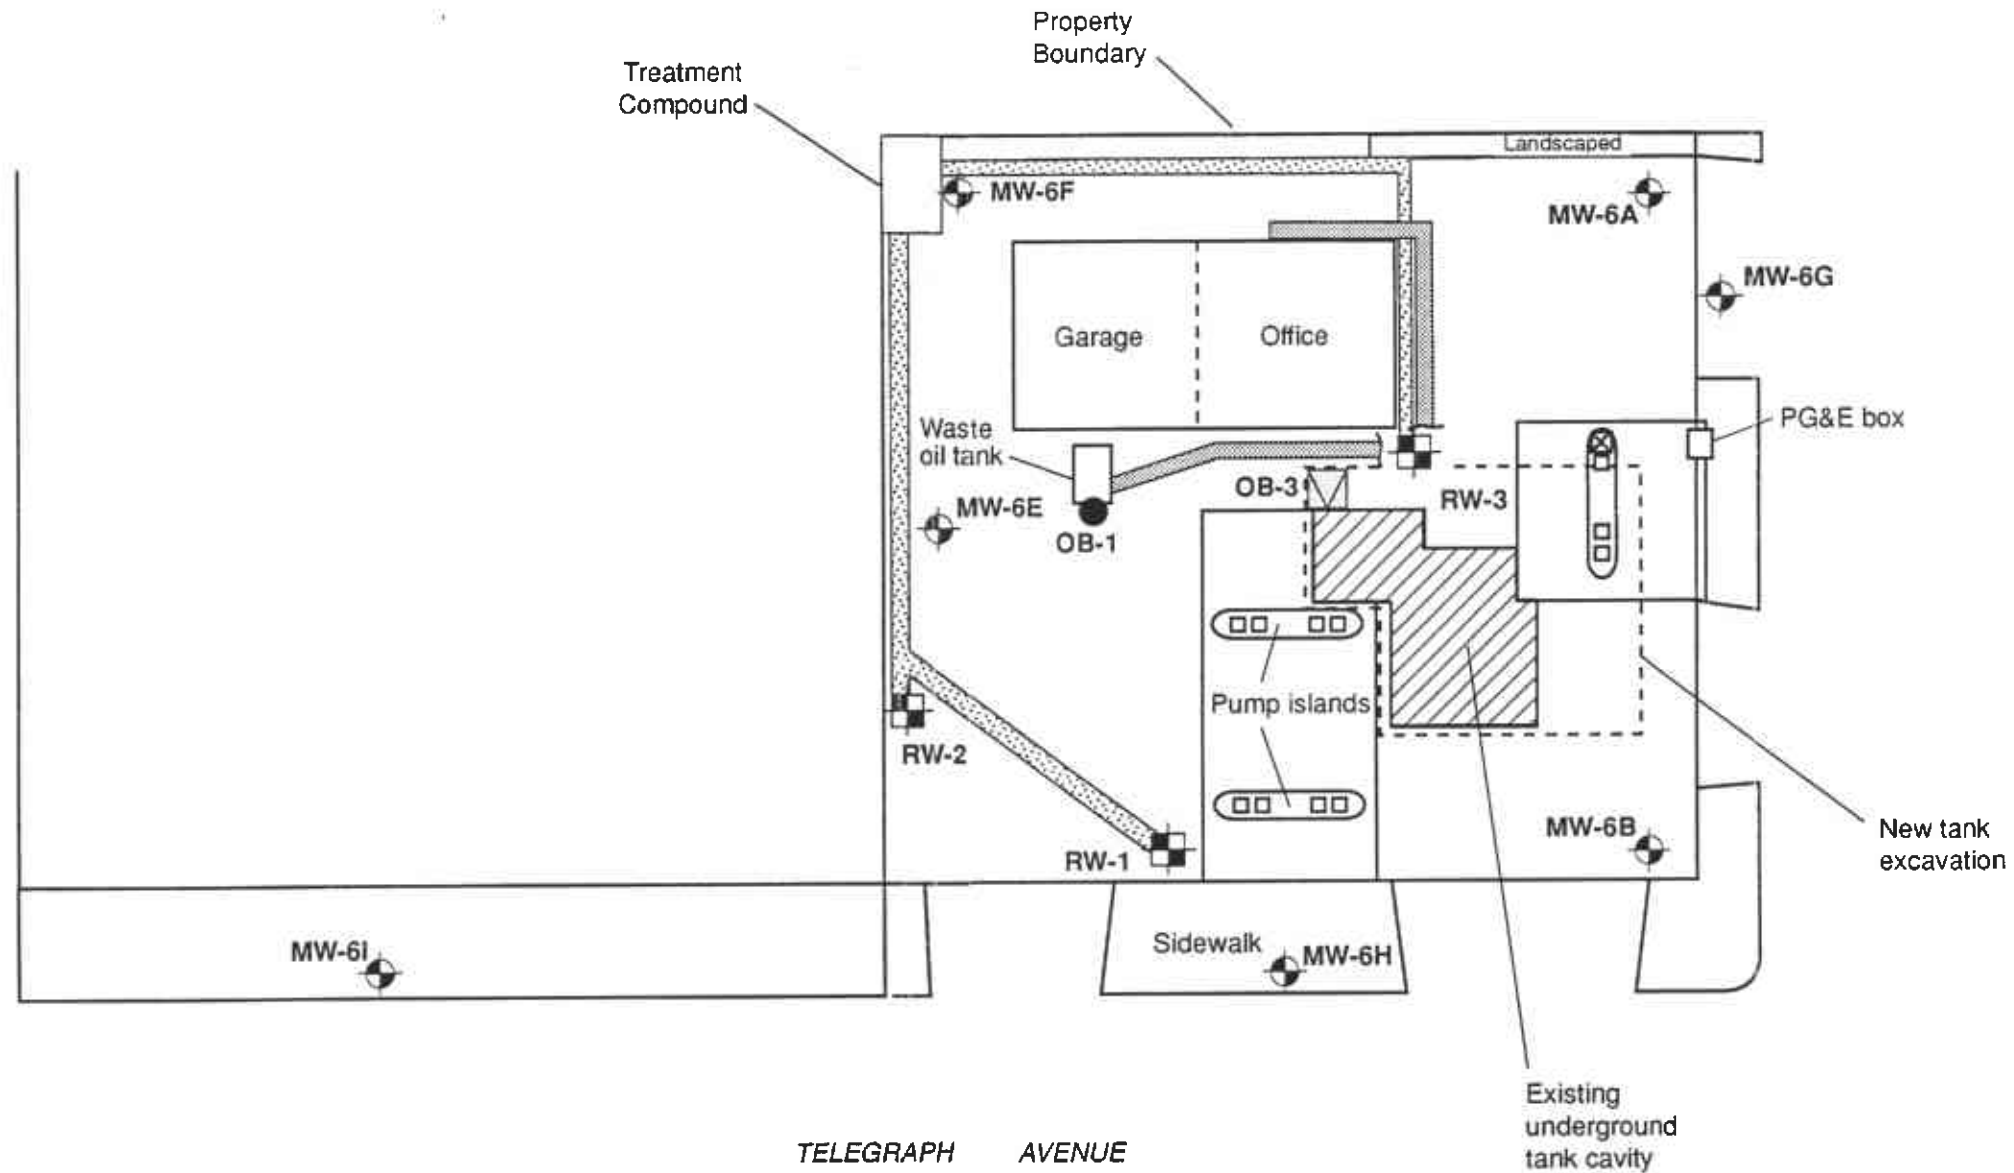 Property
Boundary
Treatment
Compound
Landscaped
MW-6F
MW-6A
MW-6G
Garage
Office
PG&E box
Waste
oil tank
OB-3
RW-3
MW-6E
OB-1
Pump islands
RW-2
MW-6B
New tank
excavation
RW-1
Sidewalk
MW-6I
MW-6H
Existing
underground
tank cavity
TELEGRAPH AVENUE